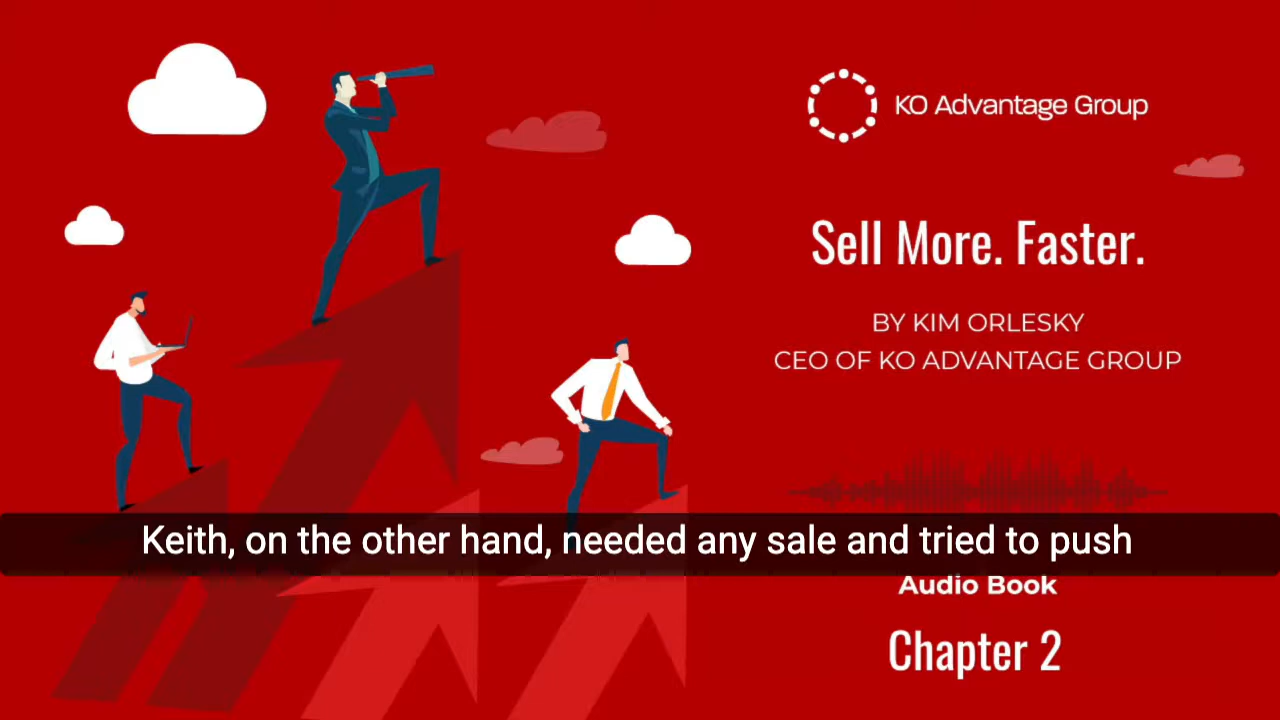 KO Advantage Group
Sell More. Faster.
BY KIM ORLESKY
CEO OF KO ADVANTAGE GROUP
Keith, on the other hand, needed any sale and tried to push
Audio Book
Chapter 2